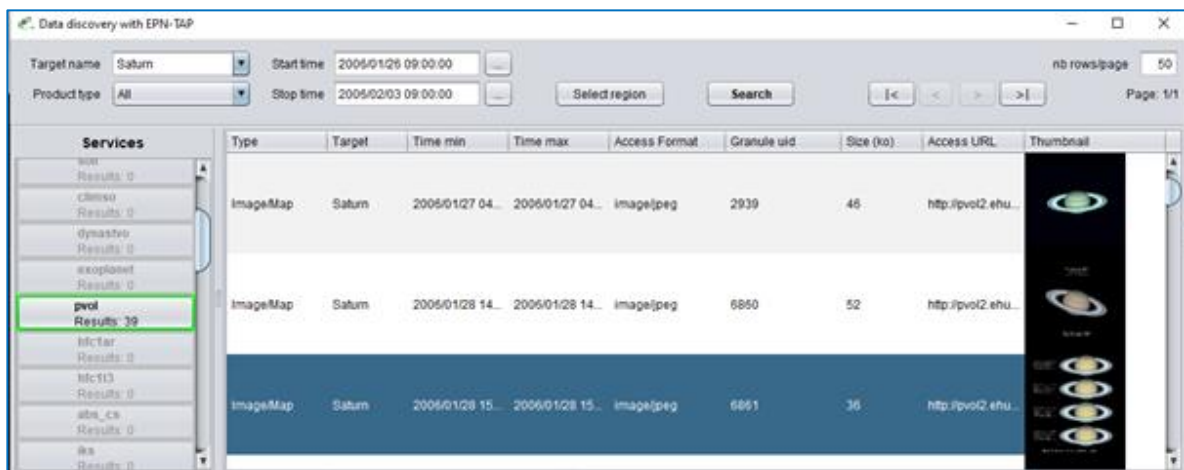 Data discovery with EPN-TAP
Target name Saturn Start time 2006/01/26 09:00:00 ... nb rows/page 50
Product type All Stop time 2006/02/03 09:00:00 ... Select region Search |< < > >| Page: 1/1
Services Type Target Time min Time max Access Format Granule uid Size (ko) Access URL Thumbnail
Results: 0
climso
Results: 0
dynastvo
Results: 0
exoplanet
Results: 0
pvol
Results: 39
hfc1ar
Results: 0
hfc1t3
Results: 0
abs_cs
Results: 0
iks
Results: 0
Image/Map Saturn 2006/01/27 04... 2006/01/27 04... image/jpeg 2939 46 http://pvol2.ehu...
Image/Map Saturn 2006/01/28 14... 2006/01/28 14... image/jpeg 6860 52 http://pvol2.ehu...
Image/Map Saturn 2006/01/28 15... 2006/01/28 15... image/jpeg 6861 36 http://pvol2.ehu...